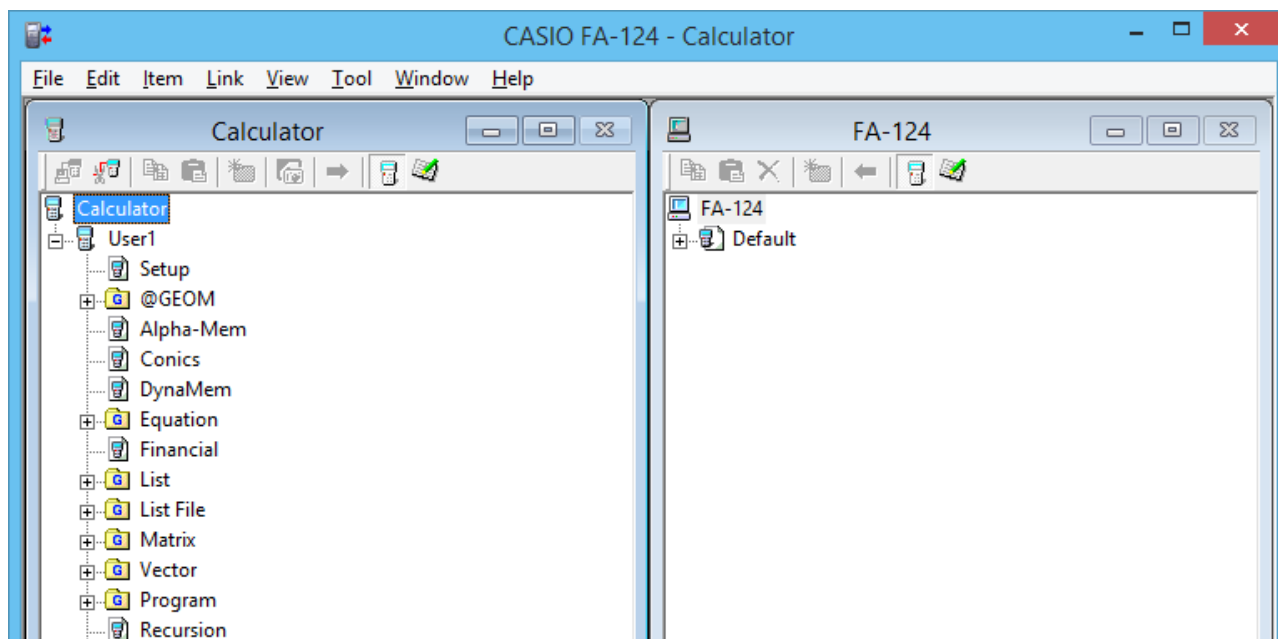 CASIO FA-124 - Calculator
File Edit Item Link View Tool Window Help
Calculator
Calculator
User1
Setup
G @GEOM
Alpha-Mem
Conics
DynaMem
G Equation
Financial
G List
G List File
G Matrix
G Vector
G Program
Recursion
FA-124
FA-124
Default